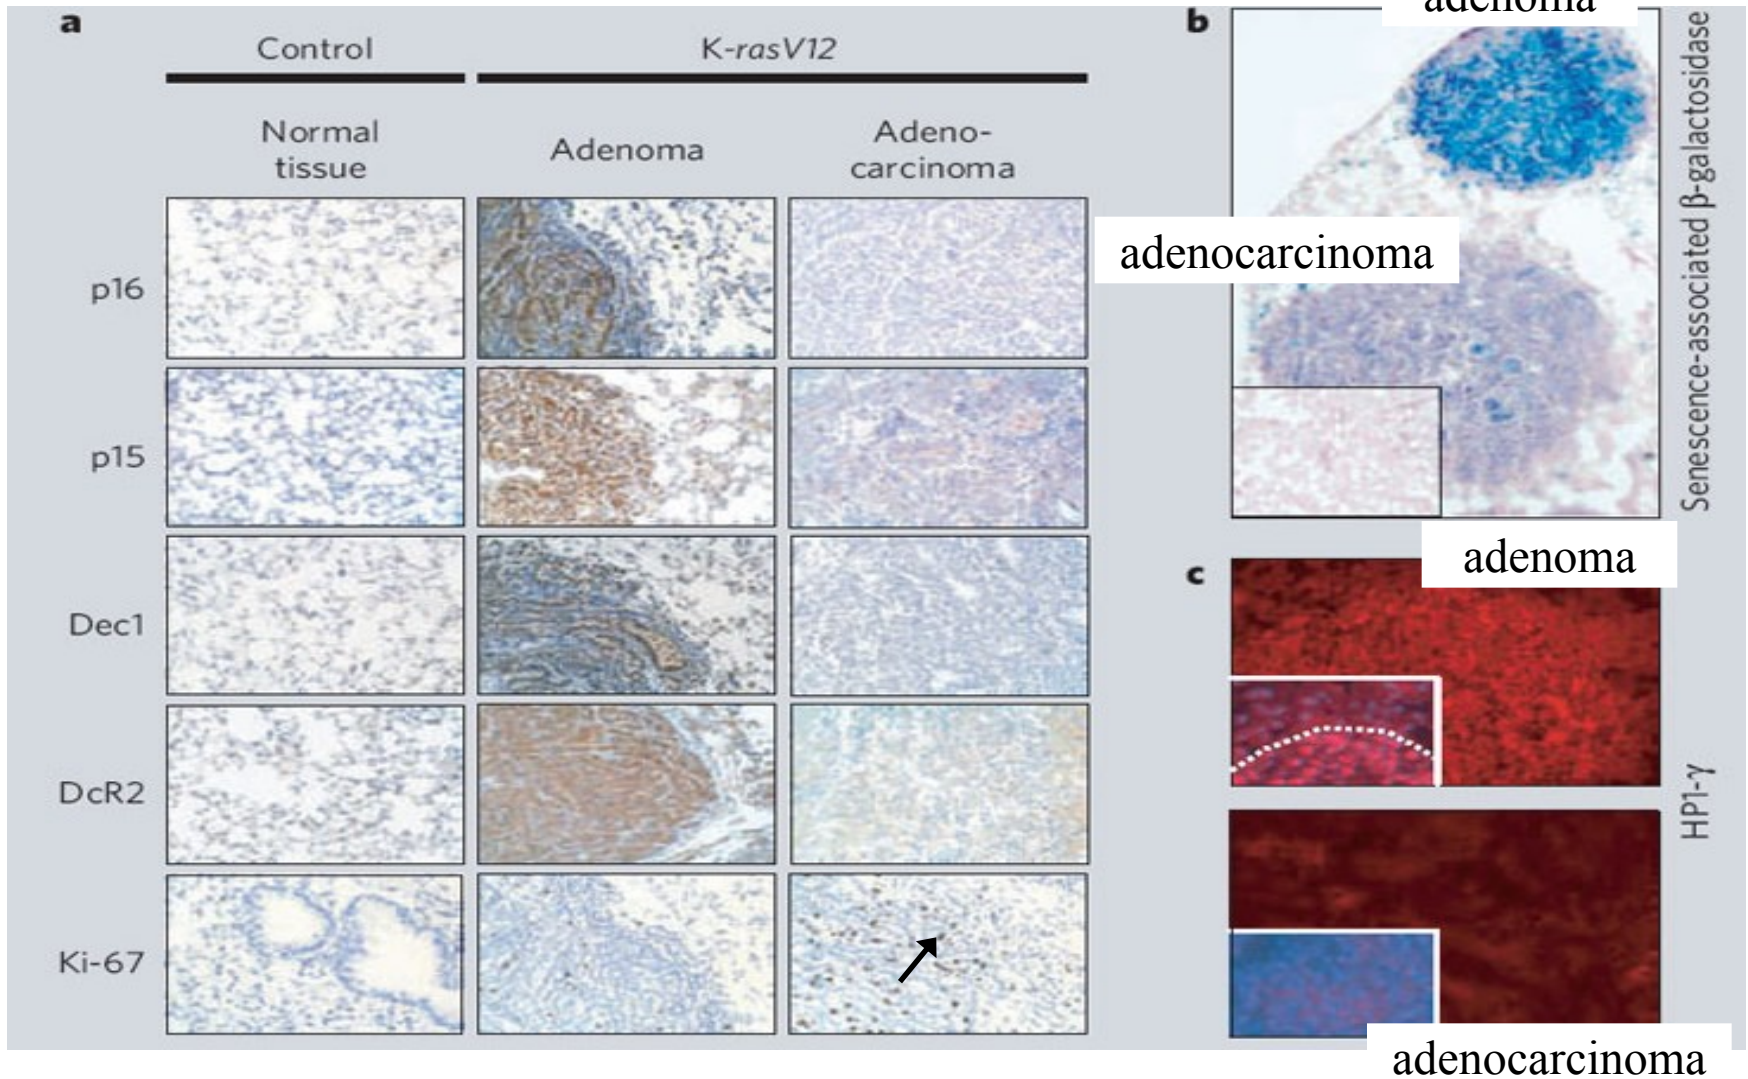 a
Control
K-rasV12
Normal
tissue
Adenoma
Adeno-
carcinoma
p16
p15
Dec1
DcR2
Ki-67
b
adenoma
adenocarcinoma
Senescence-associated β-galactosidase
c
adenoma
HP1-γ
adenocarcinoma